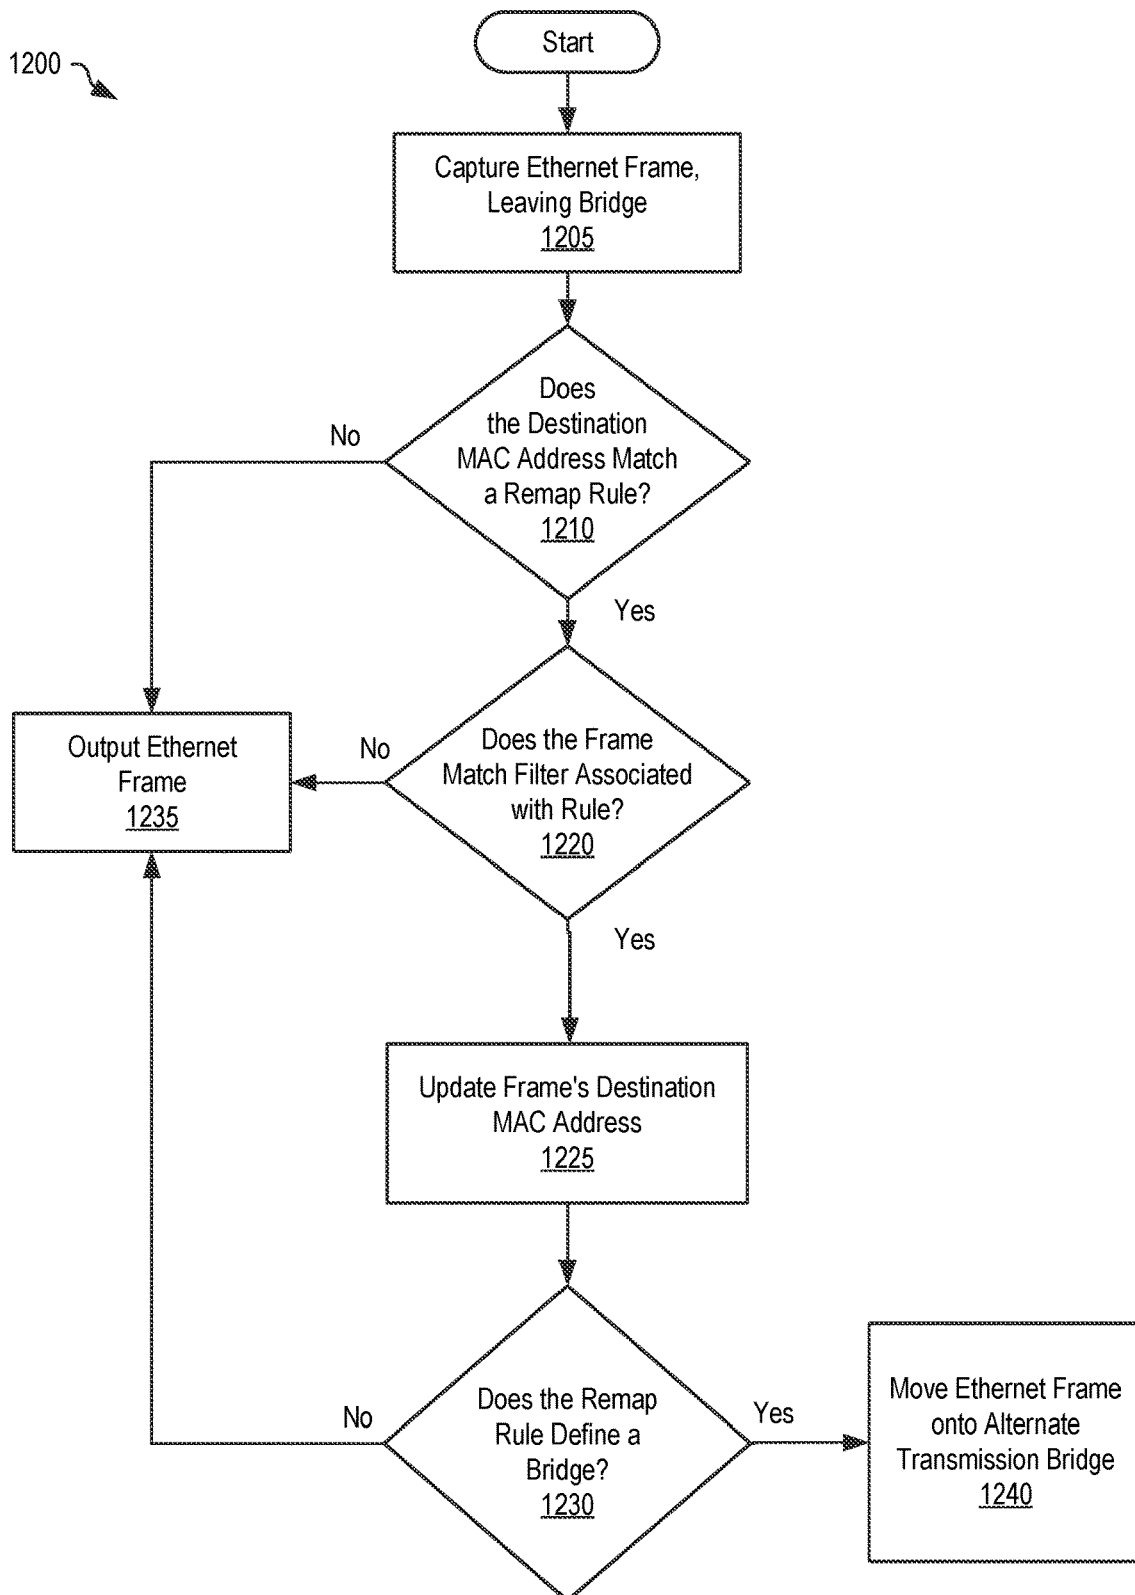 Start
1200
Capture Ethernet Frame,
Leaving Bridge
1205
Does
the Destination
MAC Address Match
a Remap Rule?
1210
No
Yes
Output Ethernet
Frame
1235
No
Does the Frame
Match Filter Associated
with Rule?
1220
Yes
Update Frame's Destination
MAC Address
1225
No
Does the Remap
Rule Define a
Bridge?
1230
Yes
Move Ethernet Frame
onto Alternate
Transmission Bridge
1240